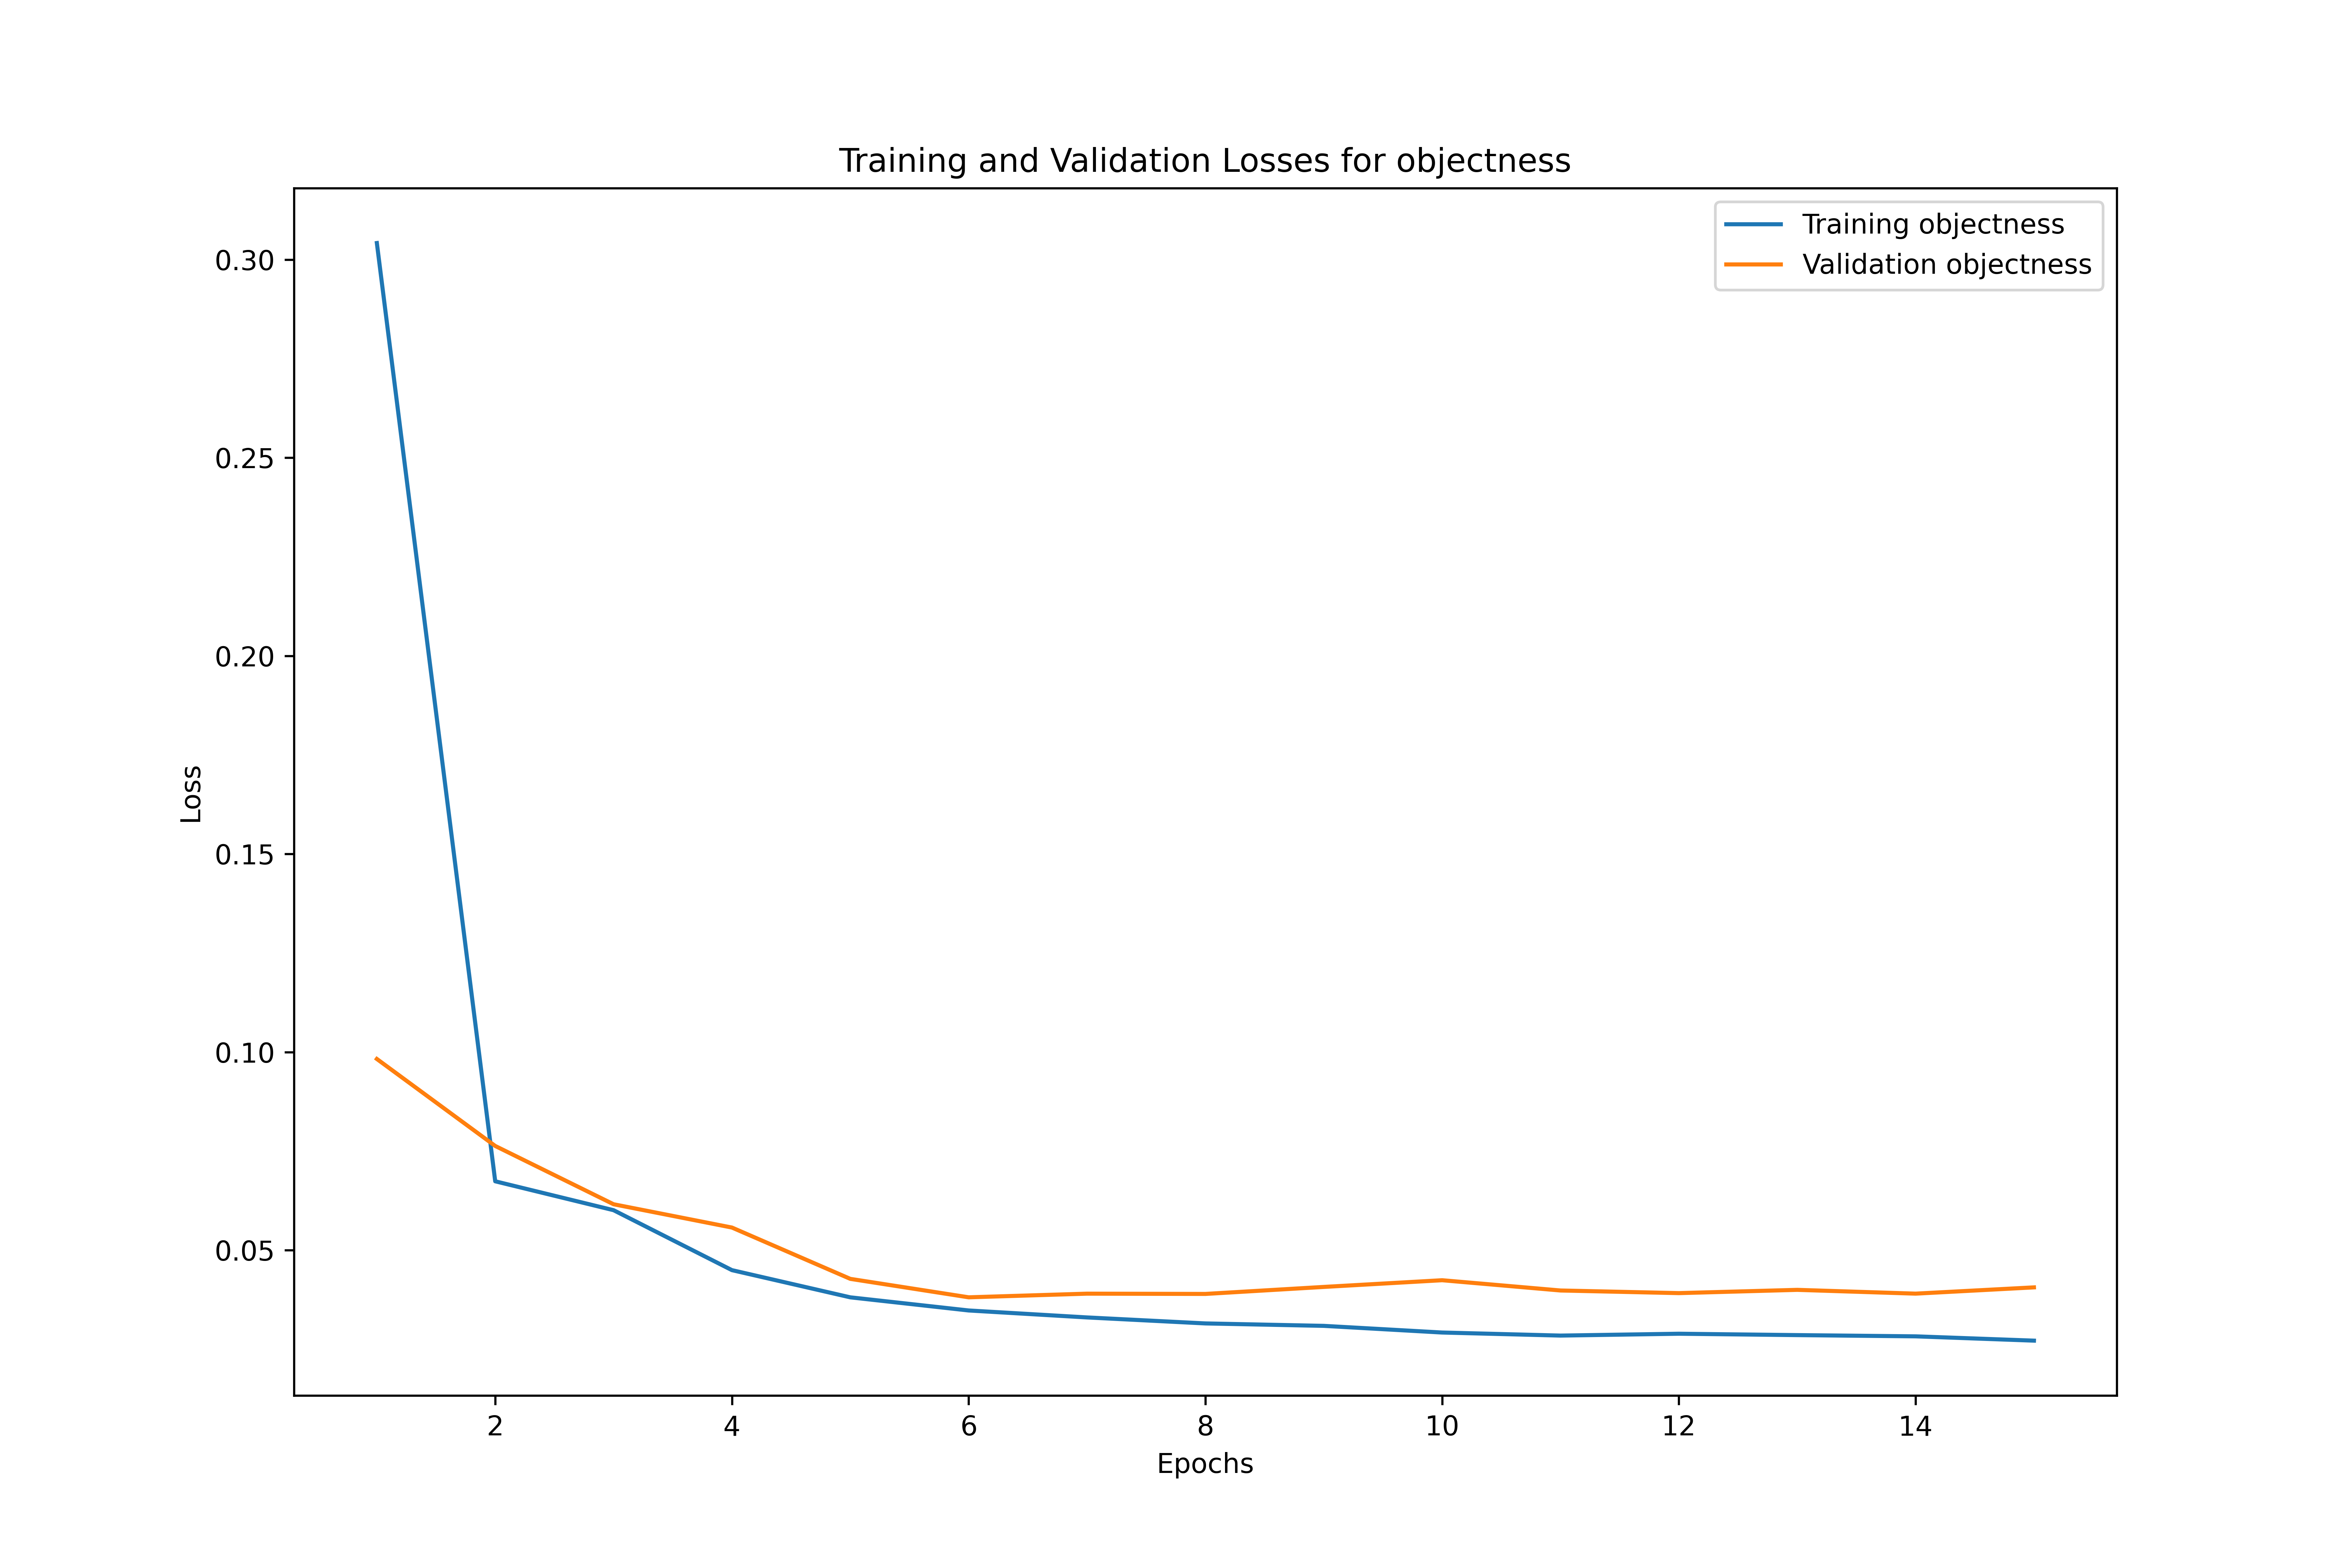 Training and Validation Losses for objectness
Training objectness
Validation objectness
0.30
0.25
0.20
0.15
0.10
0.05
Loss
2 4 6 8 10 12 14
Epochs